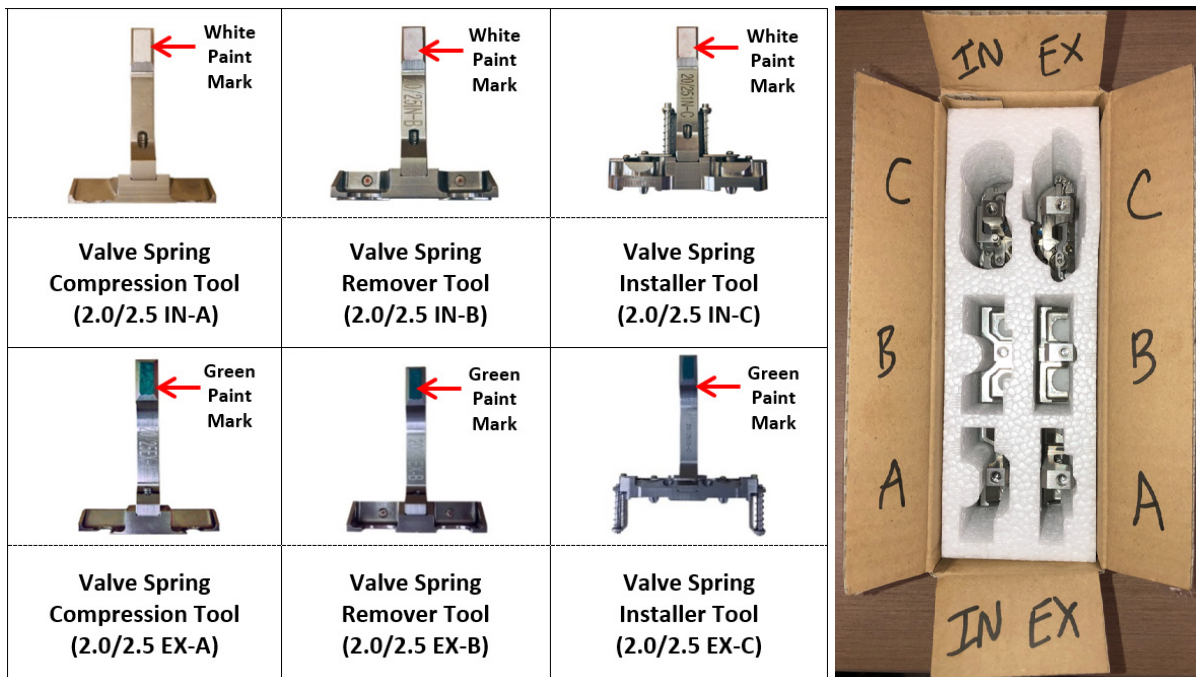 White
Paint
Mark
White
Paint
Mark
20/25IN-B
White
Paint
Mark
20/25IN-C
Valve Spring
Compression Tool
(2.0/2.5 IN-A)
Valve Spring
Remover Tool
(2.0/2.5 IN-B)
Valve Spring
Installer Tool
(2.0/2.5 IN-C)
Green
Paint
Mark
Green
Paint
Mark
Green
Paint
Mark
Valve Spring
Compression Tool
(2.0/2.5 EX-A)
Valve Spring
Remover Tool
(2.0/2.5 EX-B)
Valve Spring
Installer Tool
(2.0/2.5 EX-C)
IN EX
C C
B B
A A
IN EX